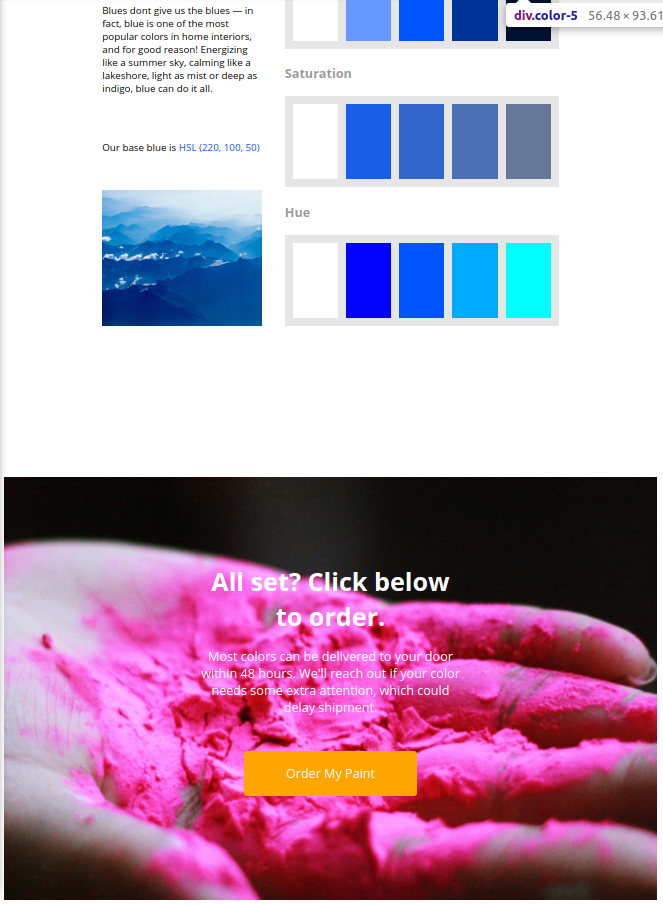 Blues dont give us the blues — in
fact, blue is one of the most
popular colors in home interiors,
and for good reason! Energizing
like a summer sky, calming like a
lakeshore, light as mist or deep as
indigo, blue can do it all.
Our base blue is HSL (220, 100, 50)
div.color-5 56.48 × 93.61
Saturation
Hue
All set? Click below
to order.
Most colors can be delivered to your door
within 48 hours. We'll reach out if your color
needs some extra attention, which could
delay shipment.
Order My Paint